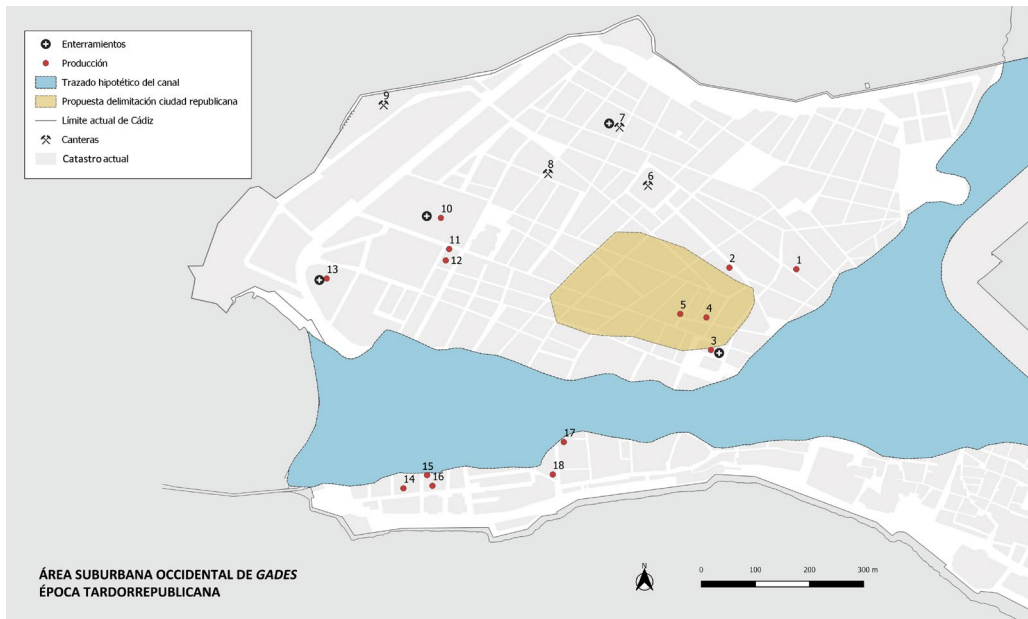 Enterramientos
Producción
Trazado hipotético del canal
Propuesta delimitación ciudad republicana
Límite actual de Cádiz
Canteras
Catastro actual
9
7
8
6
10
11
12
13
2
1
5
4
3
17
15
16
14
18
ÁREA SUBURBANA OCCIDENTAL DE GADES
ÉPOCA TARDORREPUBLICANA
N
0 100 200 300 m